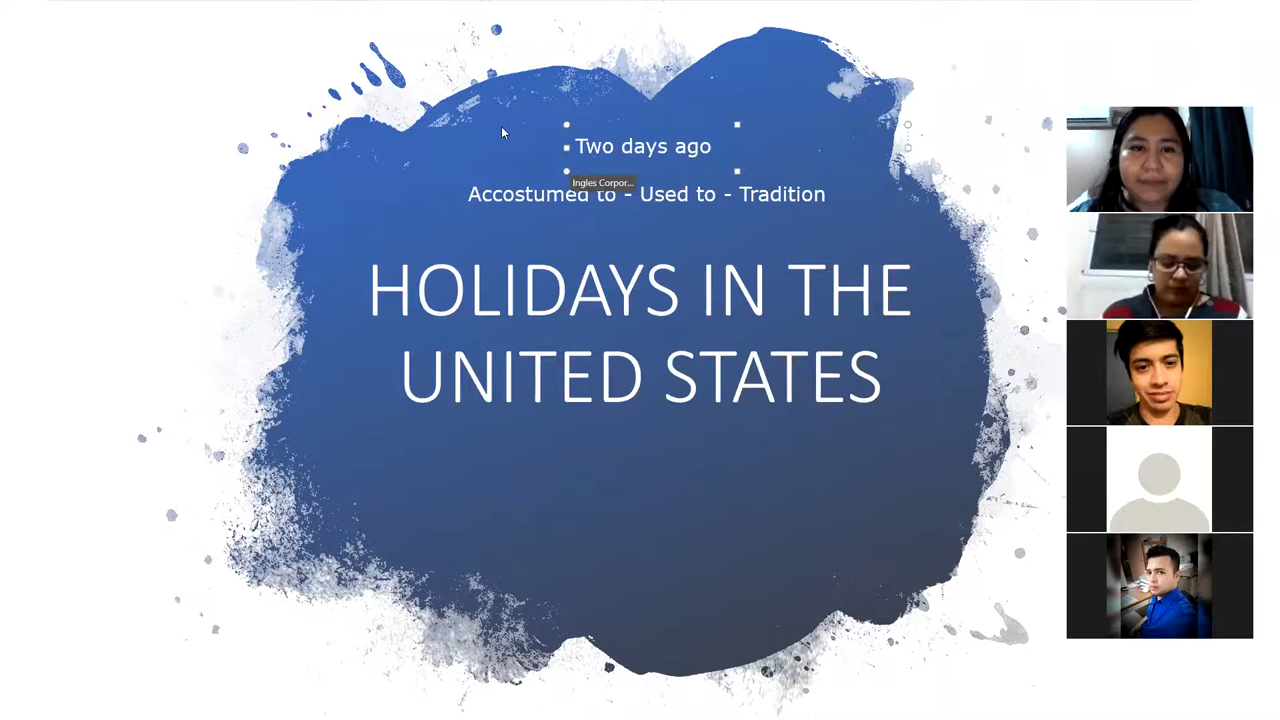 Two days ago
Ingles Corpor...
Accostumed to - Used to - Tradition
HOLIDAYS IN THE
UNITED STATES